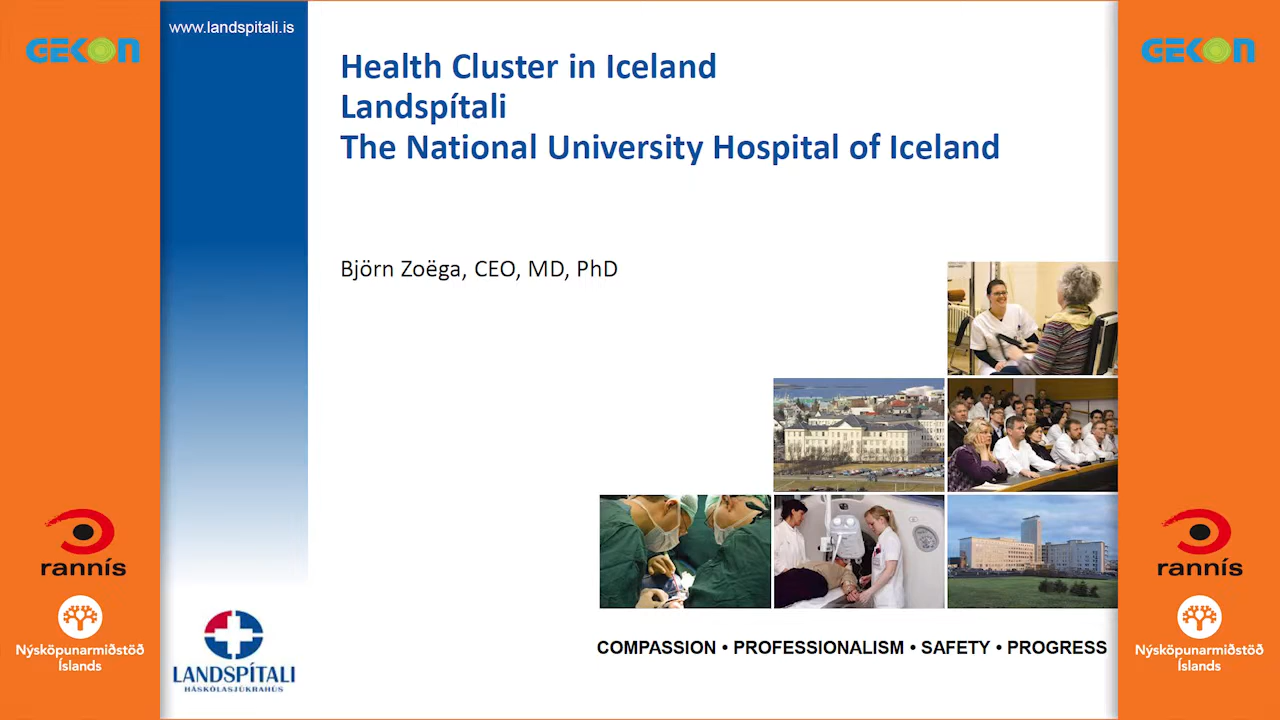 GEKON
www.landspitali.is
Health Cluster in Iceland
Landspítali
The National University Hospital of Iceland
Björn Zoëga, CEO, MD, PhD
COMPASSION • PROFESSIONALISM • SAFETY • PROGRESS
LANDSPÍTALI
HÁSKÓLASJÚKRAHÚS
rannís
Nýsköpunarmiðstöð
Íslands
GEKON
rannís
Nýsköpunarmiðstöð
Íslands